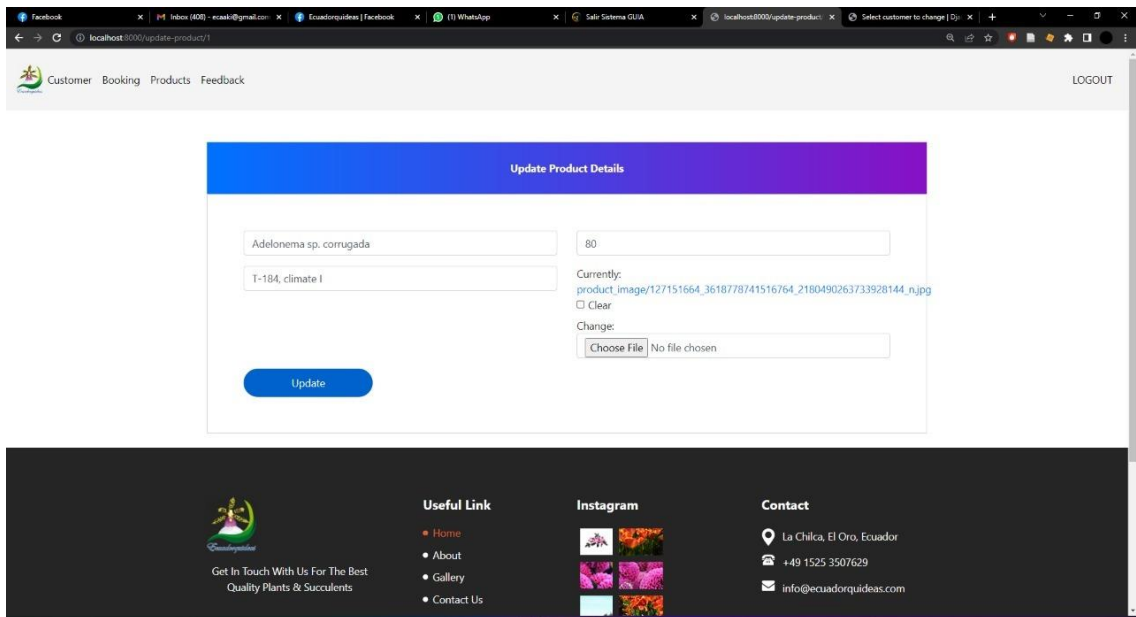 Facebook
Inbox (408) - ecaaki@gmail.com
Ecuadorquideas | Facebook
(1) WhatsApp
Salir Sistema GUIA
localhost:8000/update-product
Select customer to change | Dj
localhost:8000/update-product/1
Customer Booking Products Feedback
LOGOUT
Update Product Details
Adelonema sp. corrugada
80
T-184, climate I
Currently:
product_image/127151664_3618778741516764_2180490263733928144_n.jpg
Clear
Change:
Choose File No file chosen
Update
Ecuadorquideas
Get In Touch With Us For The Best
Quality Plants & Succulents
Useful Link
Home
About
Gallery
Contact Us
Instagram
Contact
La Chilca, El Oro, Ecuador
+49 1525 3507629
info@ecuadorquideas.com